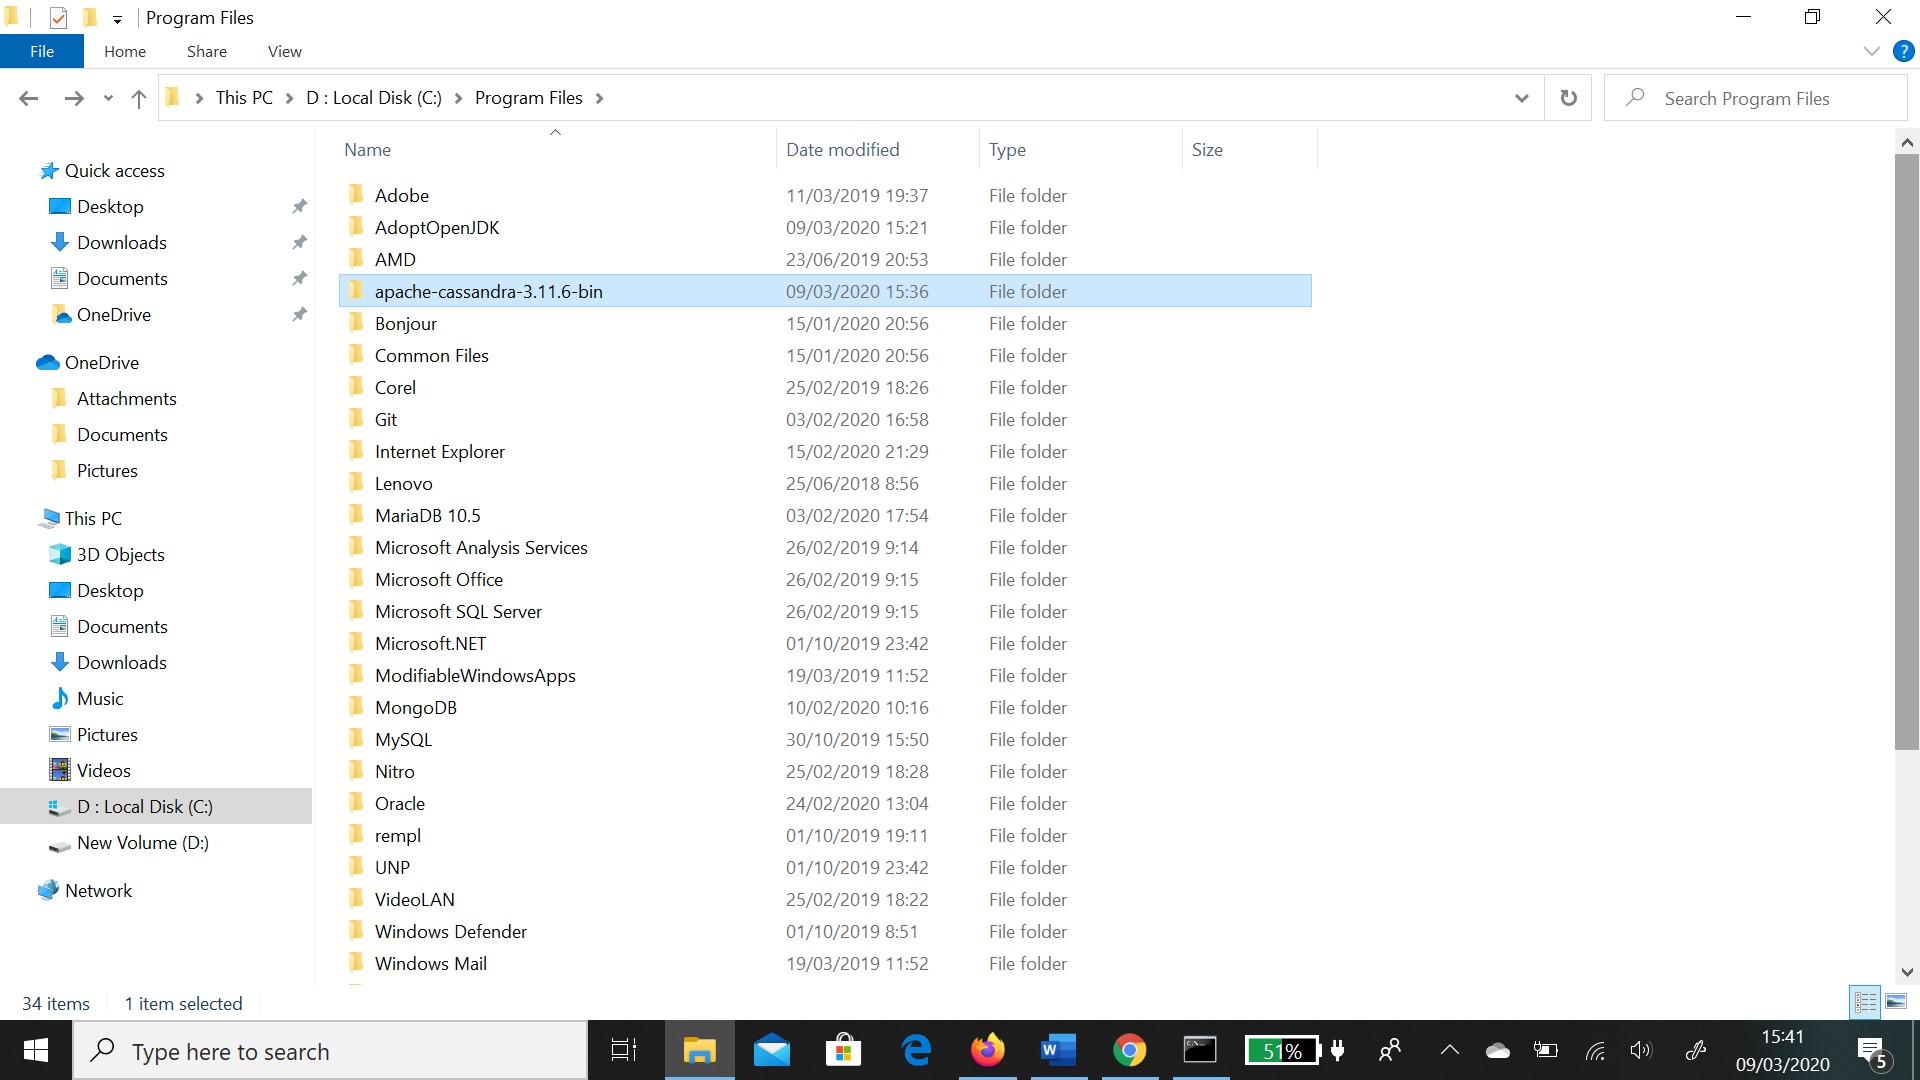 Program Files
File Home Share View
This PC D : Local Disk (C:) Program Files
Search Program Files
Name Date modified Type Size
Quick access
Desktop
Downloads
Documents
OneDrive
OneDrive
Attachments
Documents
Pictures
This PC
3D Objects
Desktop
Documents
Downloads
Music
Pictures
Videos
D : Local Disk (C:)
New Volume (D:)
Network
Adobe 11/03/2019 19:37 File folder
AdoptOpenJDK 09/03/2020 15:21 File folder
AMD 23/06/2019 20:53 File folder
apache-cassandra-3.11.6-bin 09/03/2020 15:36 File folder
Bonjour 15/01/2020 20:56 File folder
Common Files 15/01/2020 20:56 File folder
Corel 25/02/2019 18:26 File folder
Git 03/02/2020 16:58 File folder
Internet Explorer 15/02/2020 21:29 File folder
Lenovo 25/06/2018 8:56 File folder
MariaDB 10.5 03/02/2020 17:54 File folder
Microsoft Analysis Services 26/02/2019 9:14 File folder
Microsoft Office 26/02/2019 9:15 File folder
Microsoft SQL Server 26/02/2019 9:15 File folder
Microsoft.NET 01/10/2019 23:42 File folder
ModifiableWindowsApps 19/03/2019 11:52 File folder
MongoDB 10/02/2020 10:16 File folder
MySQL 30/10/2019 15:50 File folder
Nitro 25/02/2019 18:28 File folder
Oracle 24/02/2020 13:04 File folder
rempl 01/10/2019 19:11 File folder
UNP 01/10/2019 23:42 File folder
VideoLAN 25/02/2019 18:22 File folder
Windows Defender 01/10/2019 8:51 File folder
Windows Mail 19/03/2019 11:52 File folder
34 items 1 item selected
Type here to search
51%
15:41
09/03/2020
5